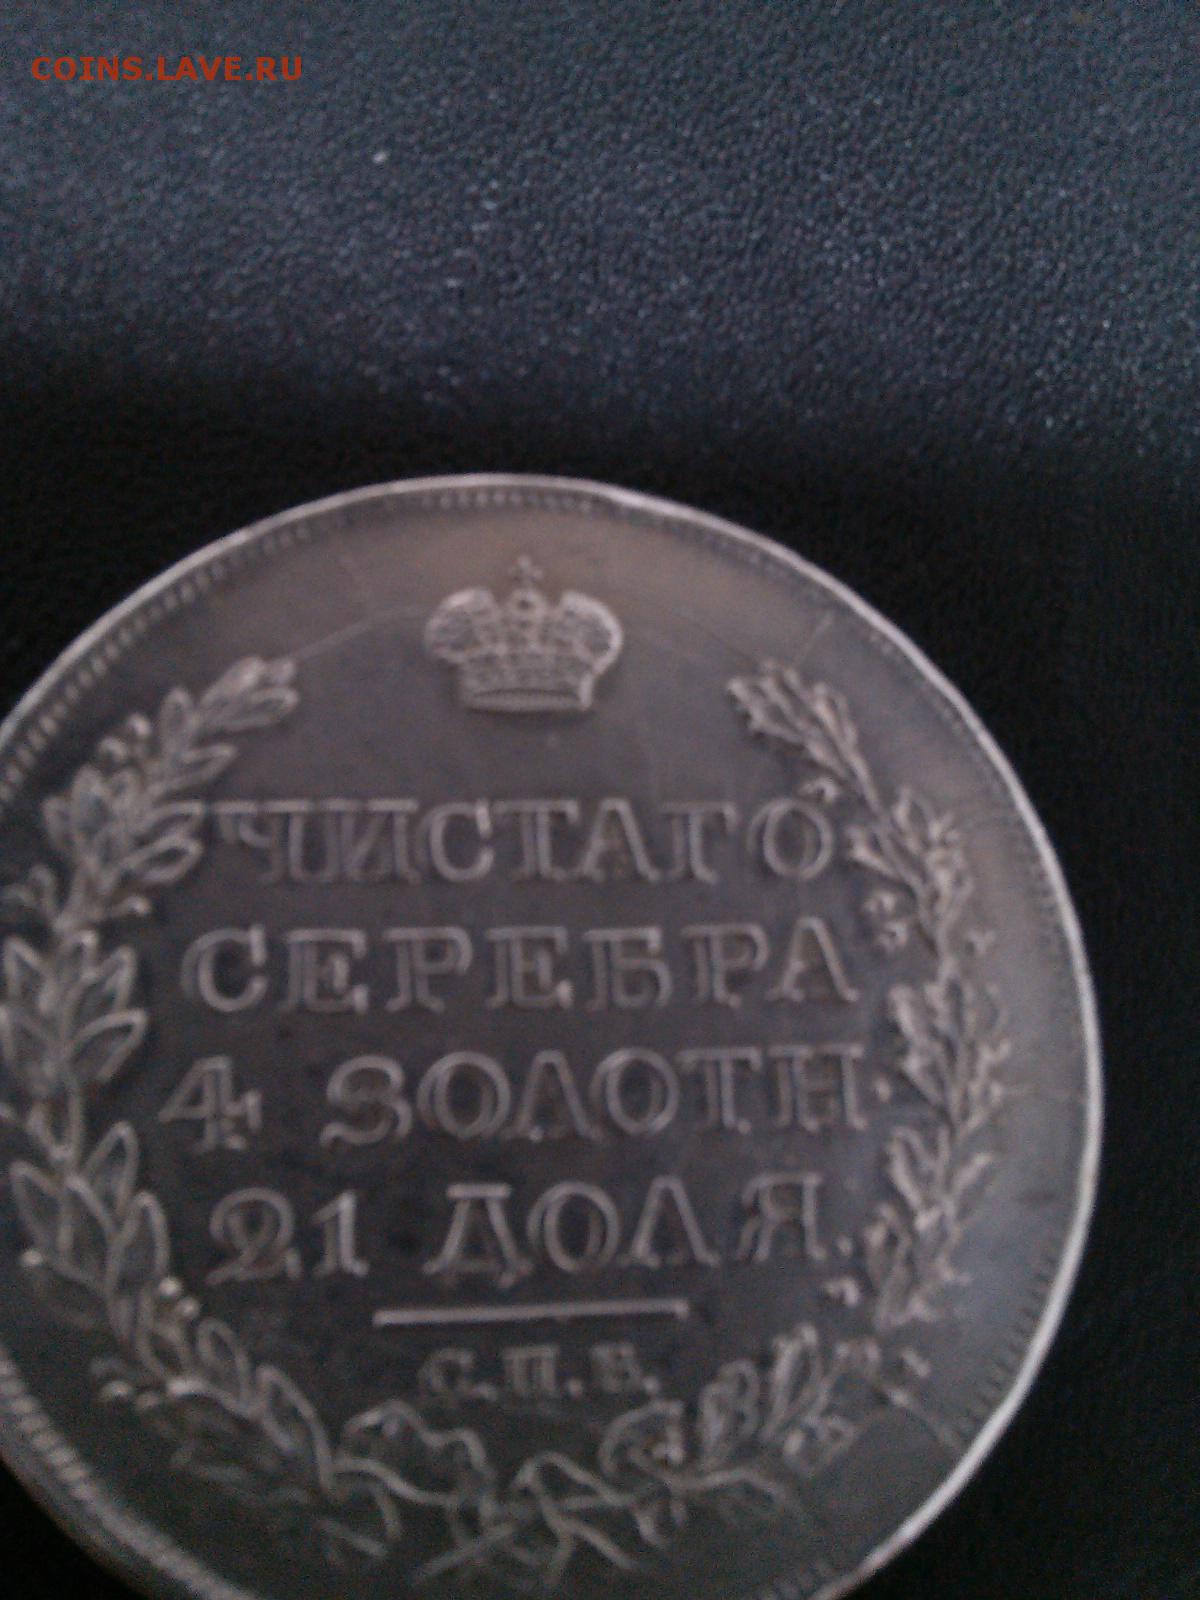 COINS.LAVE.RU
ЧИСТАГО
СЕРЕБРА
4 ЗОЛОТН.
21 ДОЛЯ.
С.П.Б.